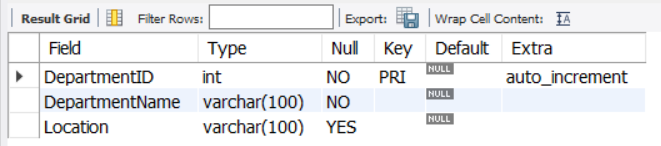 Result Grid Filter Rows: Export: Wrap Cell Content: IA
Field Type Null Key Default Extra
DepartmentID int NO PRI NULL auto_increment
DepartmentName varchar(100) NO NULL
Location varchar(100) YES NULL